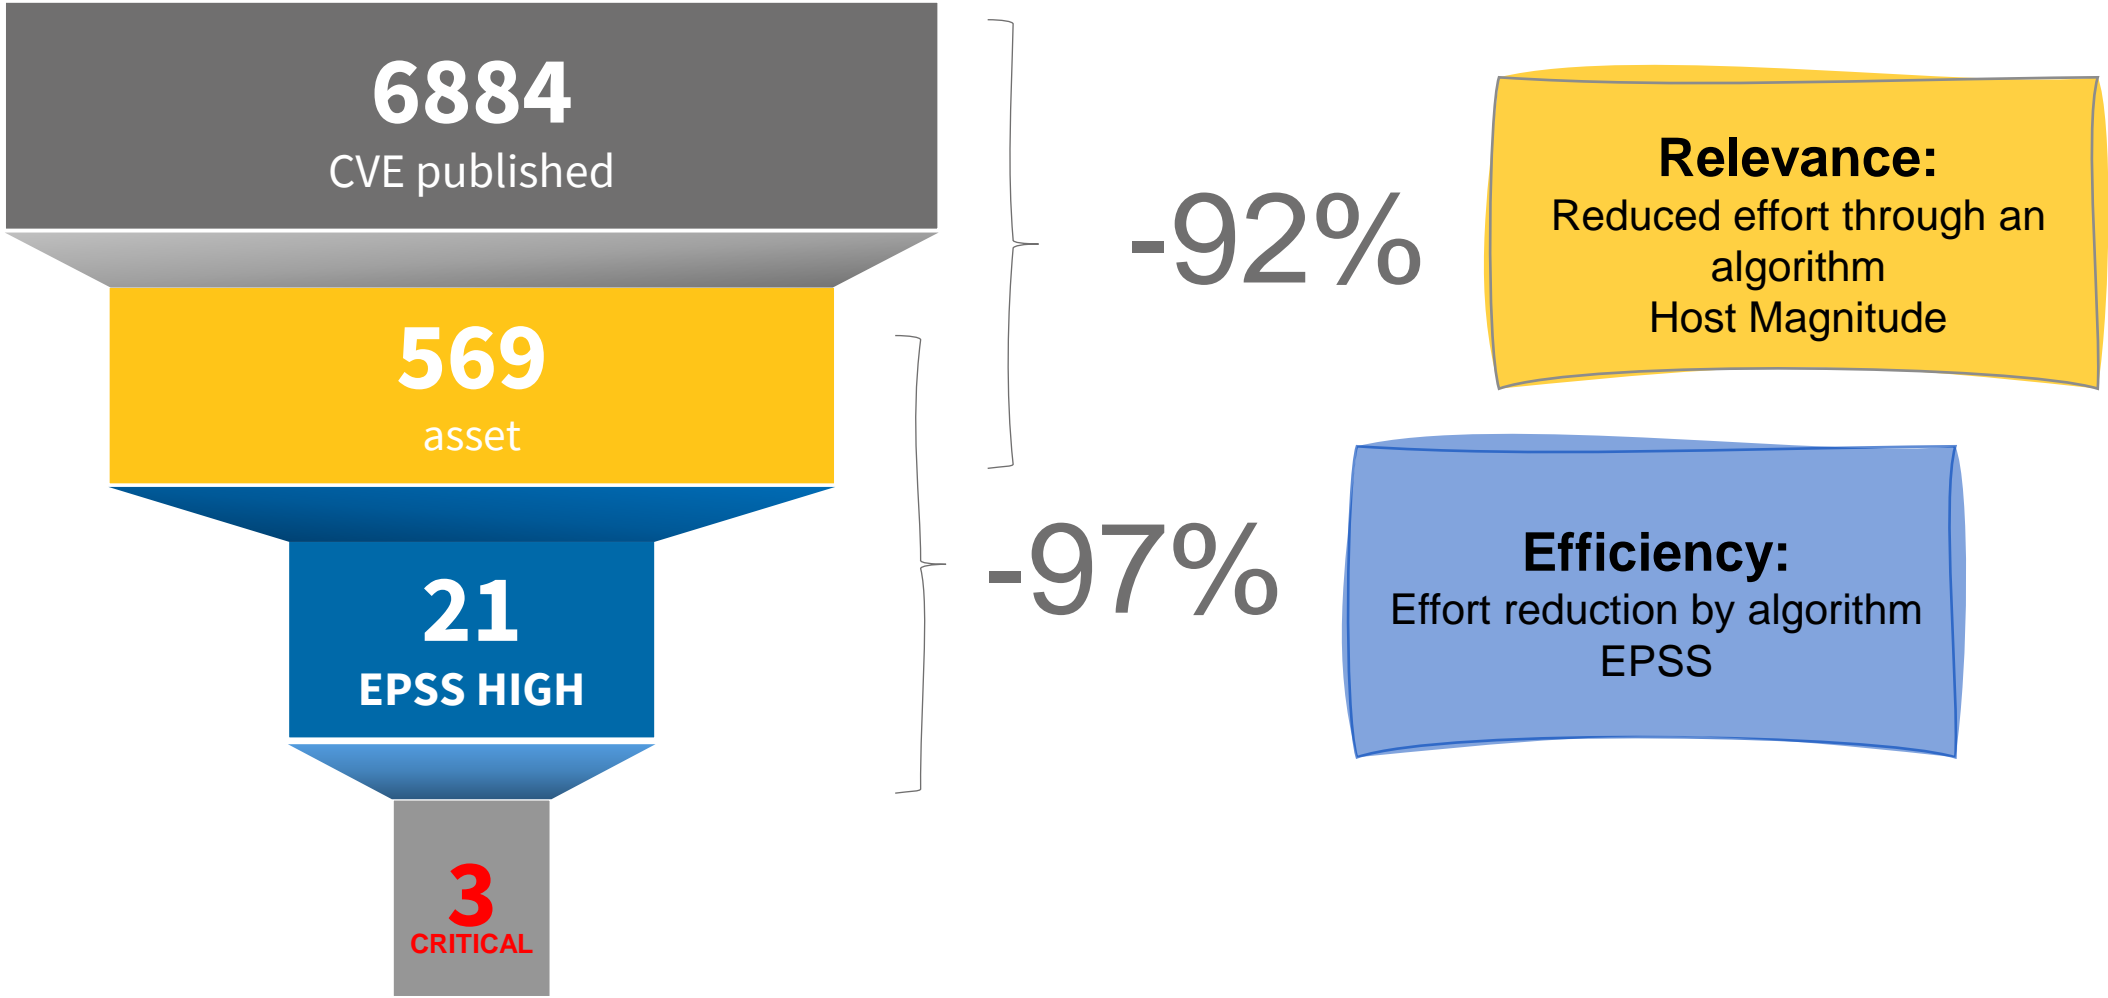 6884
CVE published
569
asset
21
EPSS HIGH
3
CRITICAL
-92%
-97%
Relevance:
Reduced effort through an
algorithm
Host Magnitude
Efficiency:
Effort reduction by algorithm
EPSS